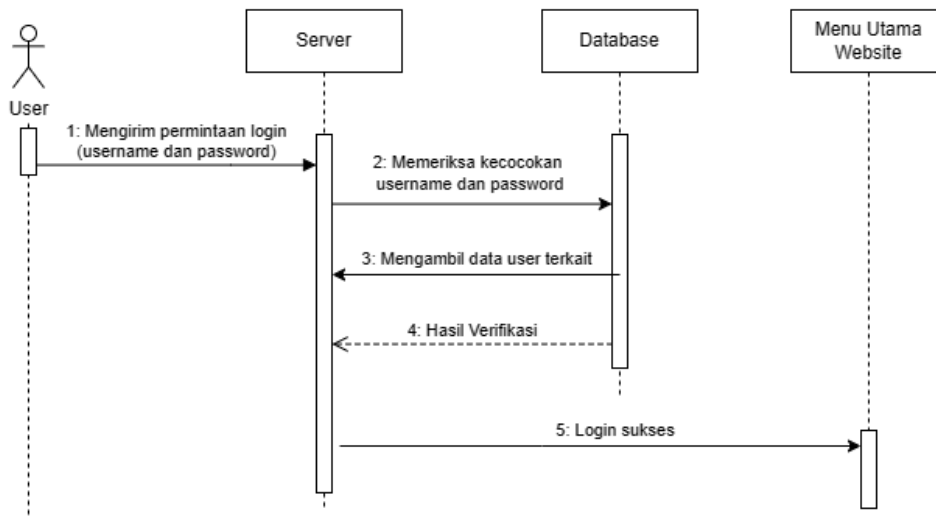 Server
Database
Menu Utama
Website
User
1: Mengirim permintaan login
(username dan password)
2: Memeriksa kecocokan
username dan password
3: Mengambil data user terkait
4: Hasil Verifikasi
5: Login sukses